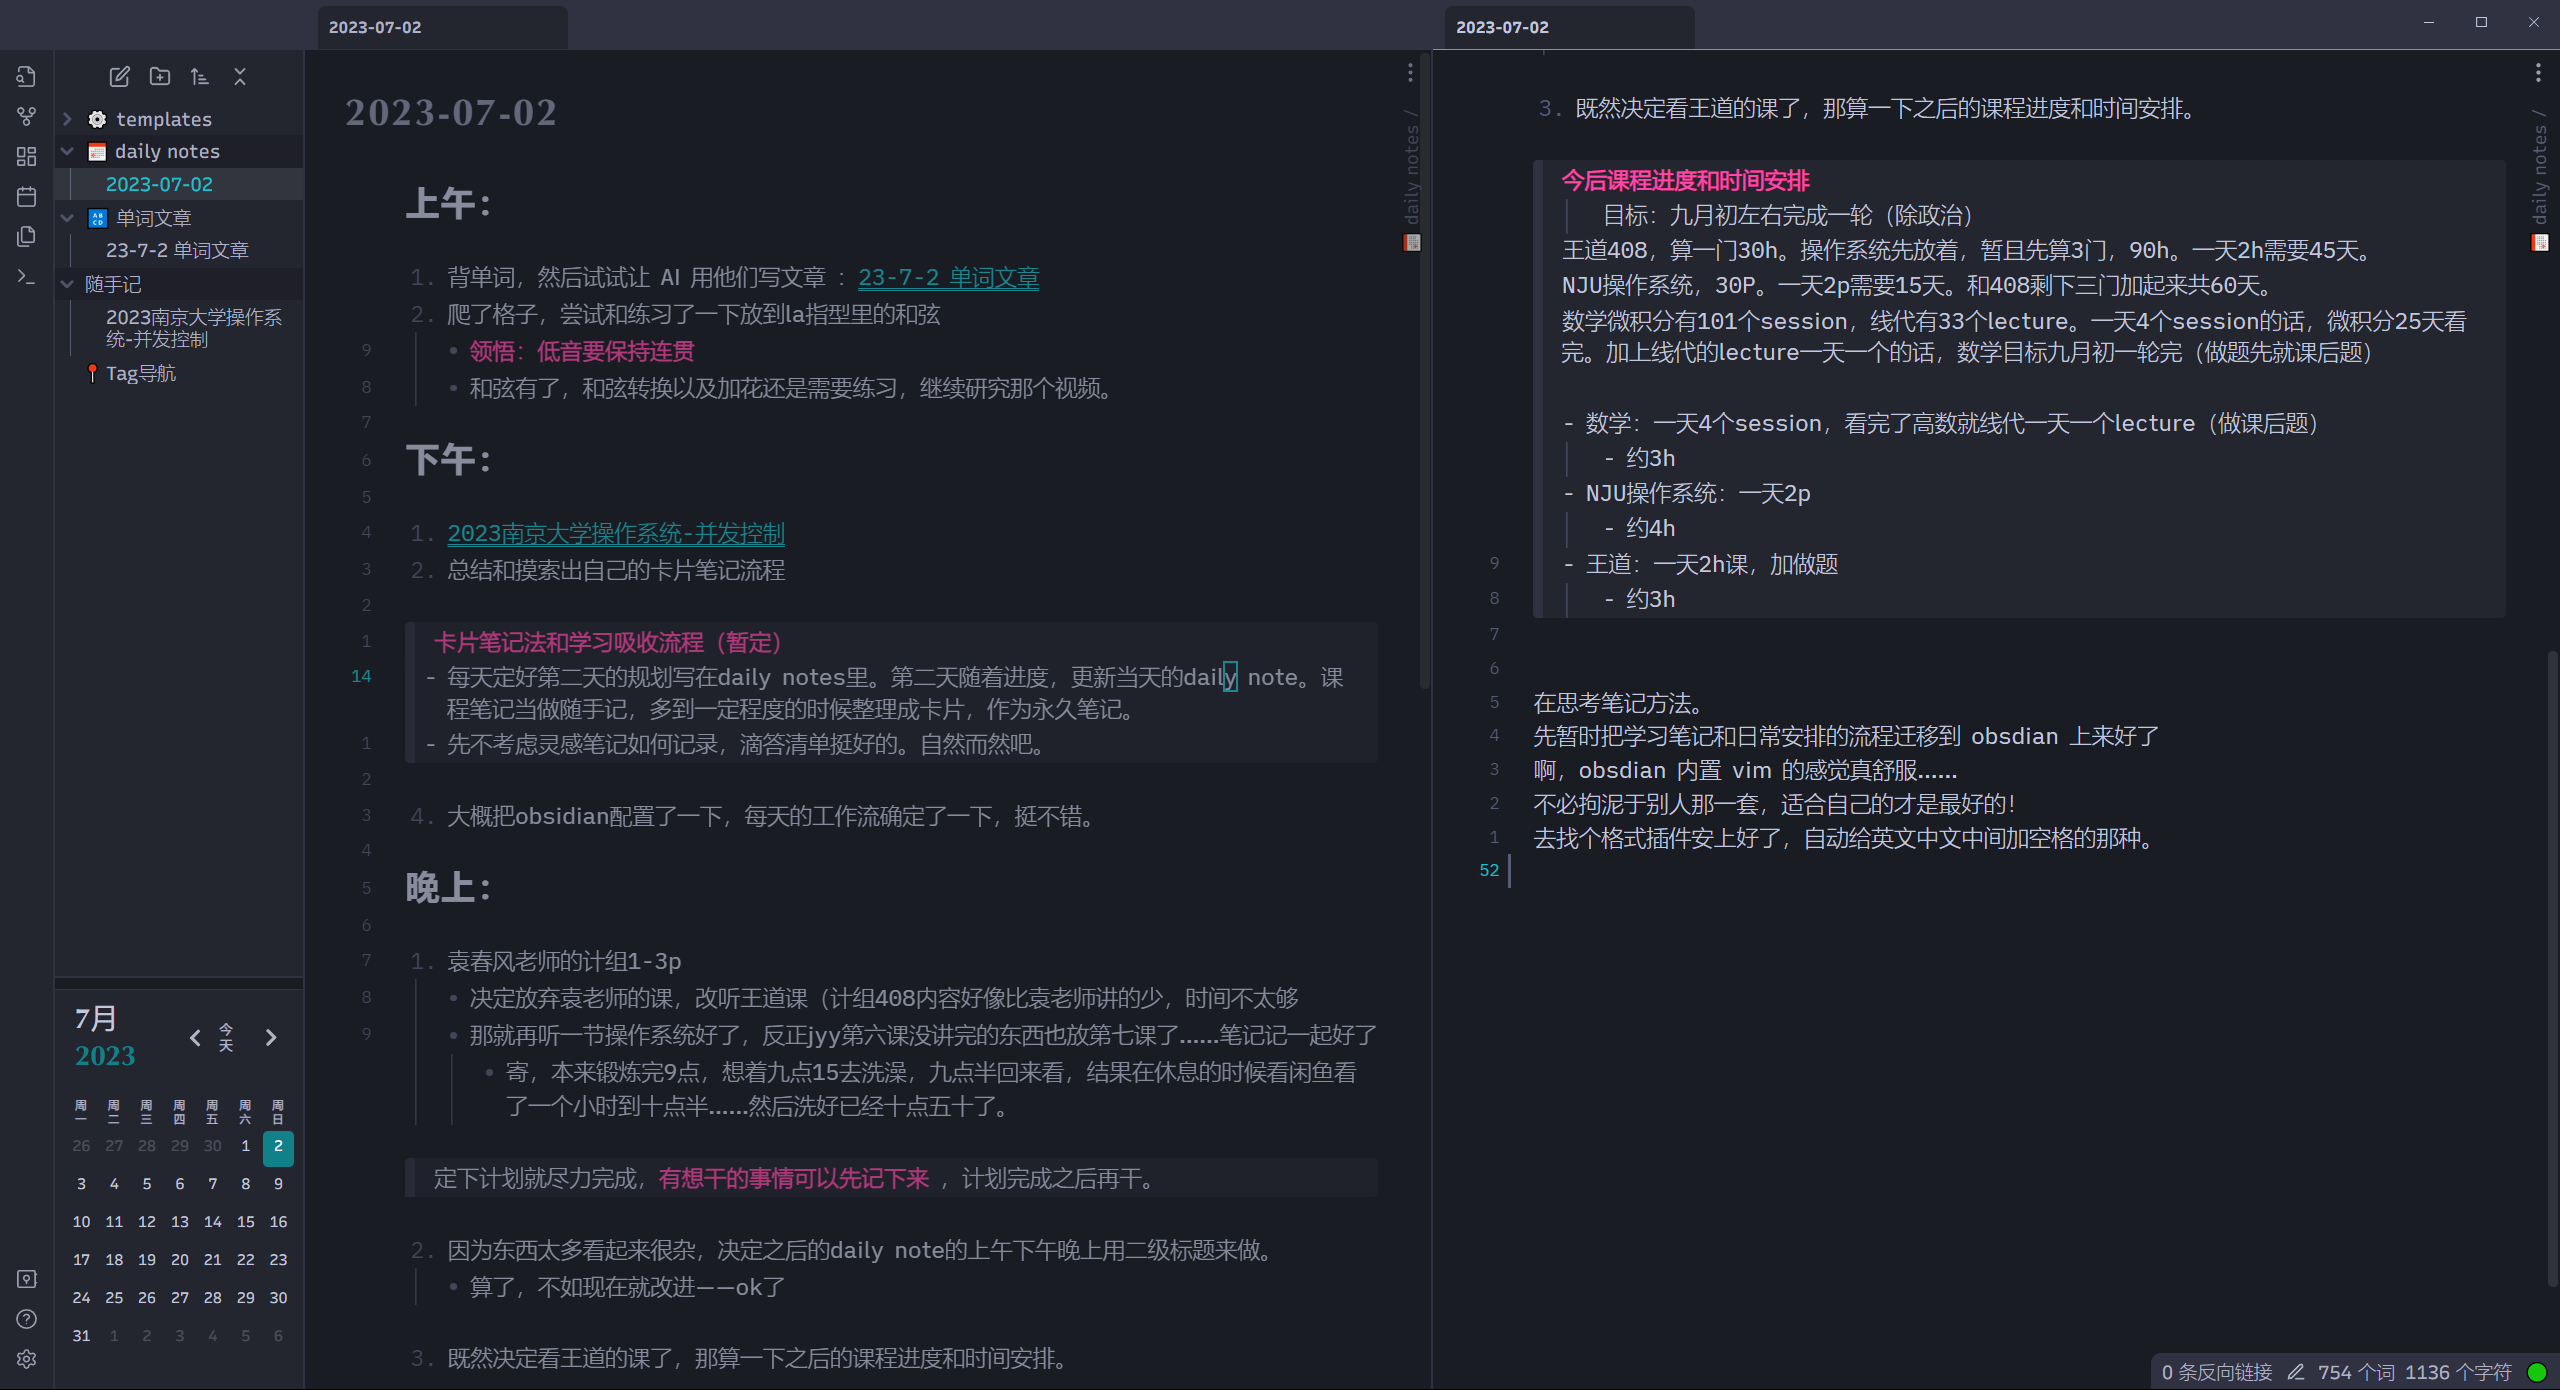 2023-07-02
2023-07-02
templates
daily notes
2023-07-02
单词文章
23-7-2 单词文章
随手记
2023南京大学操作系
统-并发控制
Tag导航
7月
2023
今天
周一 周二 周三 周四 周五 周六 周日
26 27 28 29 30 1 2
3 4 5 6 7 8 9
10 11 12 13 14 15 16
17 18 19 20 21 22 23
24 25 26 27 28 29 30
31 1 2 3 4 5 6
daily notes /
2023-07-02
上午：
1. 背单词，然后试试让 AI 用他们写文章 ：23-7-2 单词文章
2. 爬了格子，尝试和练习了一下放到la指型里的和弦
9 • 领悟：低音要保持连贯
8 • 和弦有了，和弦转换以及加花还是需要练习，继续研究那个视频。
7
6 下午：
5
4 1. 2023南京大学操作系统-并发控制
3 2. 总结和摸索出自己的卡片笔记流程
2
1 卡片笔记法和学习吸收流程（暂定）
14 - 每天定好第二天的规划写在daily notes里。第二天随着进度，更新当天的daily note。课
程笔记当做随手记，多到一定程度的时候整理成卡片，作为永久笔记。
1 - 先不考虑灵感笔记如何记录，滴答清单挺好的。自然而然吧。
2
3 4. 大概把obsidian配置了一下，每天的工作流确定了一下，挺不错。
4
5 晚上：
6
7 1. 袁春风老师的计组1-3p
8 • 决定放弃袁老师的课，改听王道课（计组408内容好像比袁老师讲的少，时间不太够
9 • 那就再听一节操作系统好了，反正jyy第六课没讲完的东西也放第七课了……笔记记一起好了
• 寄，本来锻炼完9点，想着九点15去洗澡，九点半回来看，结果在休息的时候看闲鱼看
了一个小时到十点半……然后洗好已经十点五十了。
定下计划就尽力完成，有想干的事情可以先记下来 ，计划完成之后再干。
2. 因为东西太多看起来很杂，决定之后的daily note的上午下午晚上用二级标题来做。
• 算了，不如现在就改进——ok了
3. 既然决定看王道的课了，那算一下之后的课程进度和时间安排。
daily notes /
3. 既然决定看王道的课了，那算一下之后的课程进度和时间安排。
今后课程进度和时间安排
目标：九月初左右完成一轮（除政治）
王道408，算一门30h。操作系统先放着，暂且先算3门，90h。一天2h需要45天。
NJU操作系统，30P。一天2p需要15天。和408剩下三门加起来共60天。
数学微积分有101个session，线代有33个lecture。一天4个session的话，微积分25天看
完。加上线代的lecture一天一个的话，数学目标九月初一轮完（做题先就课后题）
- 数学：一天4个session，看完了高数就线代一天一个lecture（做课后题）
- 约3h
- NJU操作系统：一天2p
- 约4h
9 - 王道：一天2h课，加做题
8 - 约3h
7
6
5 在思考笔记方法。
4 先暂时把学习笔记和日常安排的流程迁移到 obsdian 上来好了
3 啊，obsdian 内置 vim 的感觉真舒服……
2 不必拘泥于别人那一套，适合自己的才是最好的！
1 去找个格式插件安上好了，自动给英文中文中间加空格的那种。
52
0 条反向链接 754 个词 1136 个字符